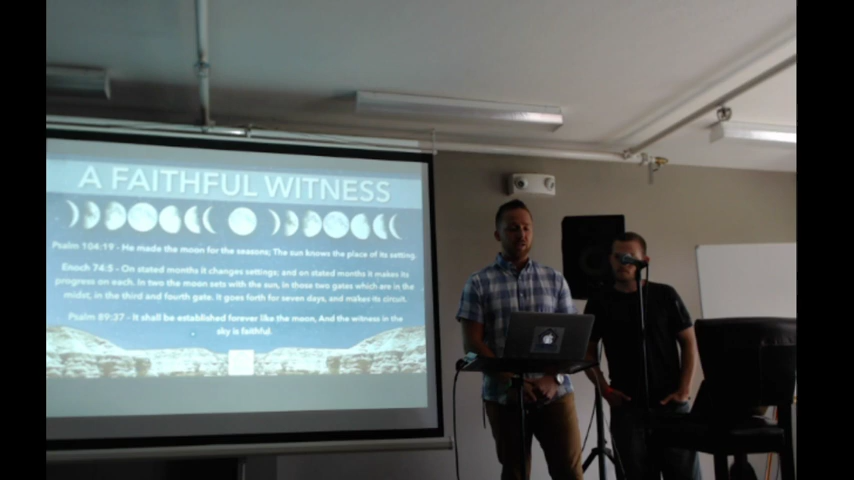 A FAITHFUL WITNESS
Psalm 104:19 - He made the moon for the seasons; The sun knows the place of its setting.
Enoch 74:5 - On stated months it changes settings; and on stated months it makes its
progress on each. In two the moon sets with the sun, in those two gates which are in the
midst, in the third and fourth gate. It goes forth for seven days, and makes its circuit.
Psalm 89:37 - It shall be established forever like the moon, And the witness in the
sky is faithful.